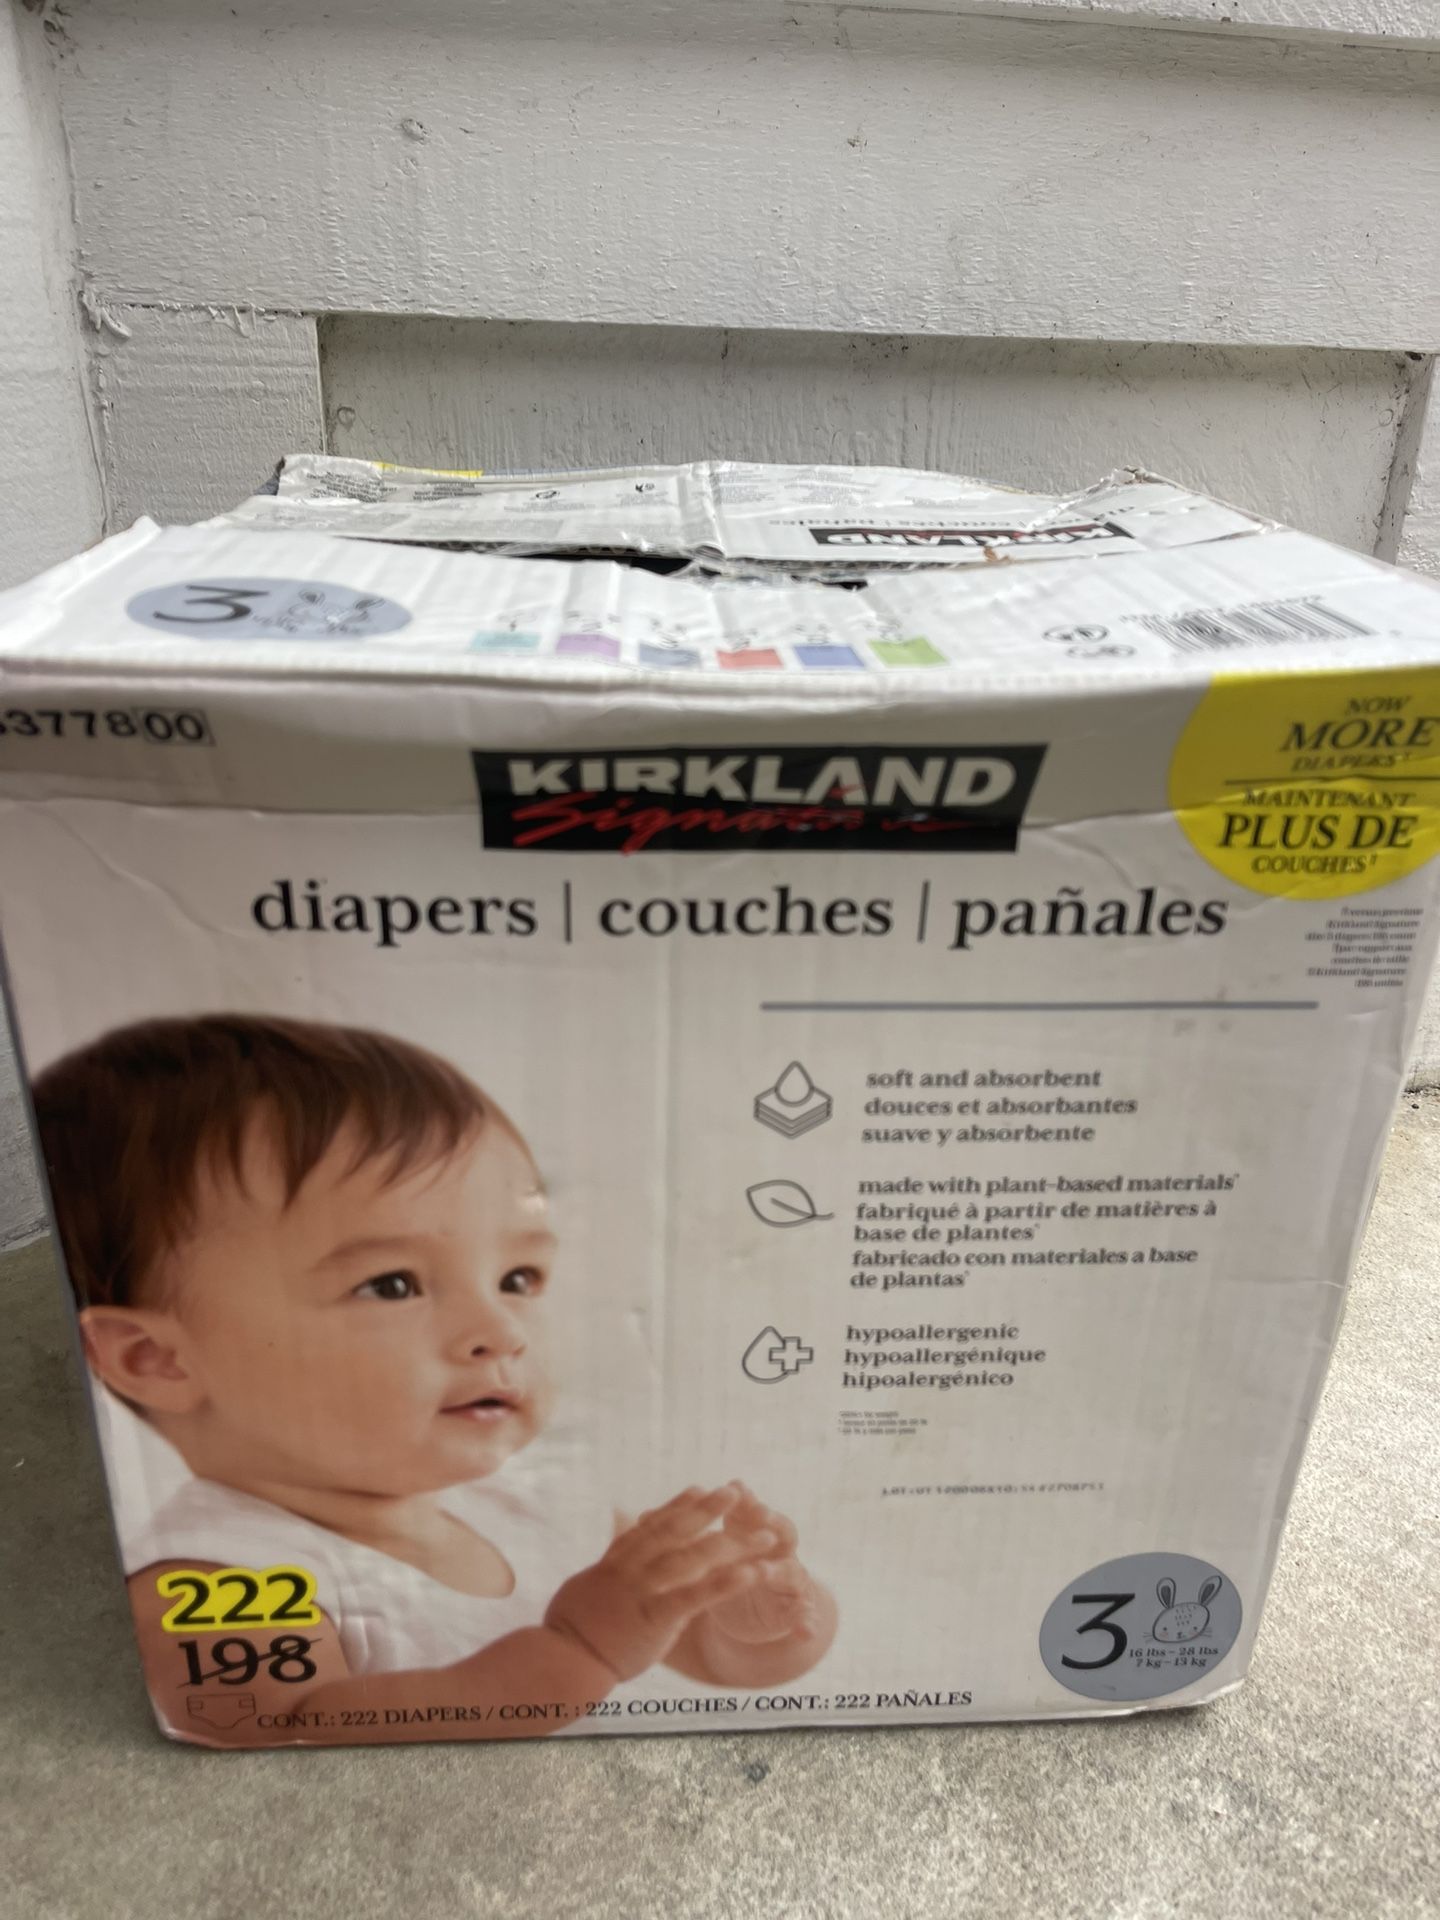 3
377800
KIRKLAND
Signature
KIRKLAND
NOW
MORE
DIAPERS
MAINTENANT
PLUS DE
COUCHES
diapers | couches | pañales
soft and absorbent
douces et absorbantes
suave y absorbente
made with plant-based materials*
fabriqué à partir de matières à
base de plantes*
fabricado con materiales a base
de plantas*
hypoallergenic
hypoallergénique
hipoalergénico
222
198
3
16 lbs – 28 lbs
7 kg – 13 kg
CONT.: 222 DIAPERS / CONT. : 222 COUCHES / CONT.: 222 PAÑALES